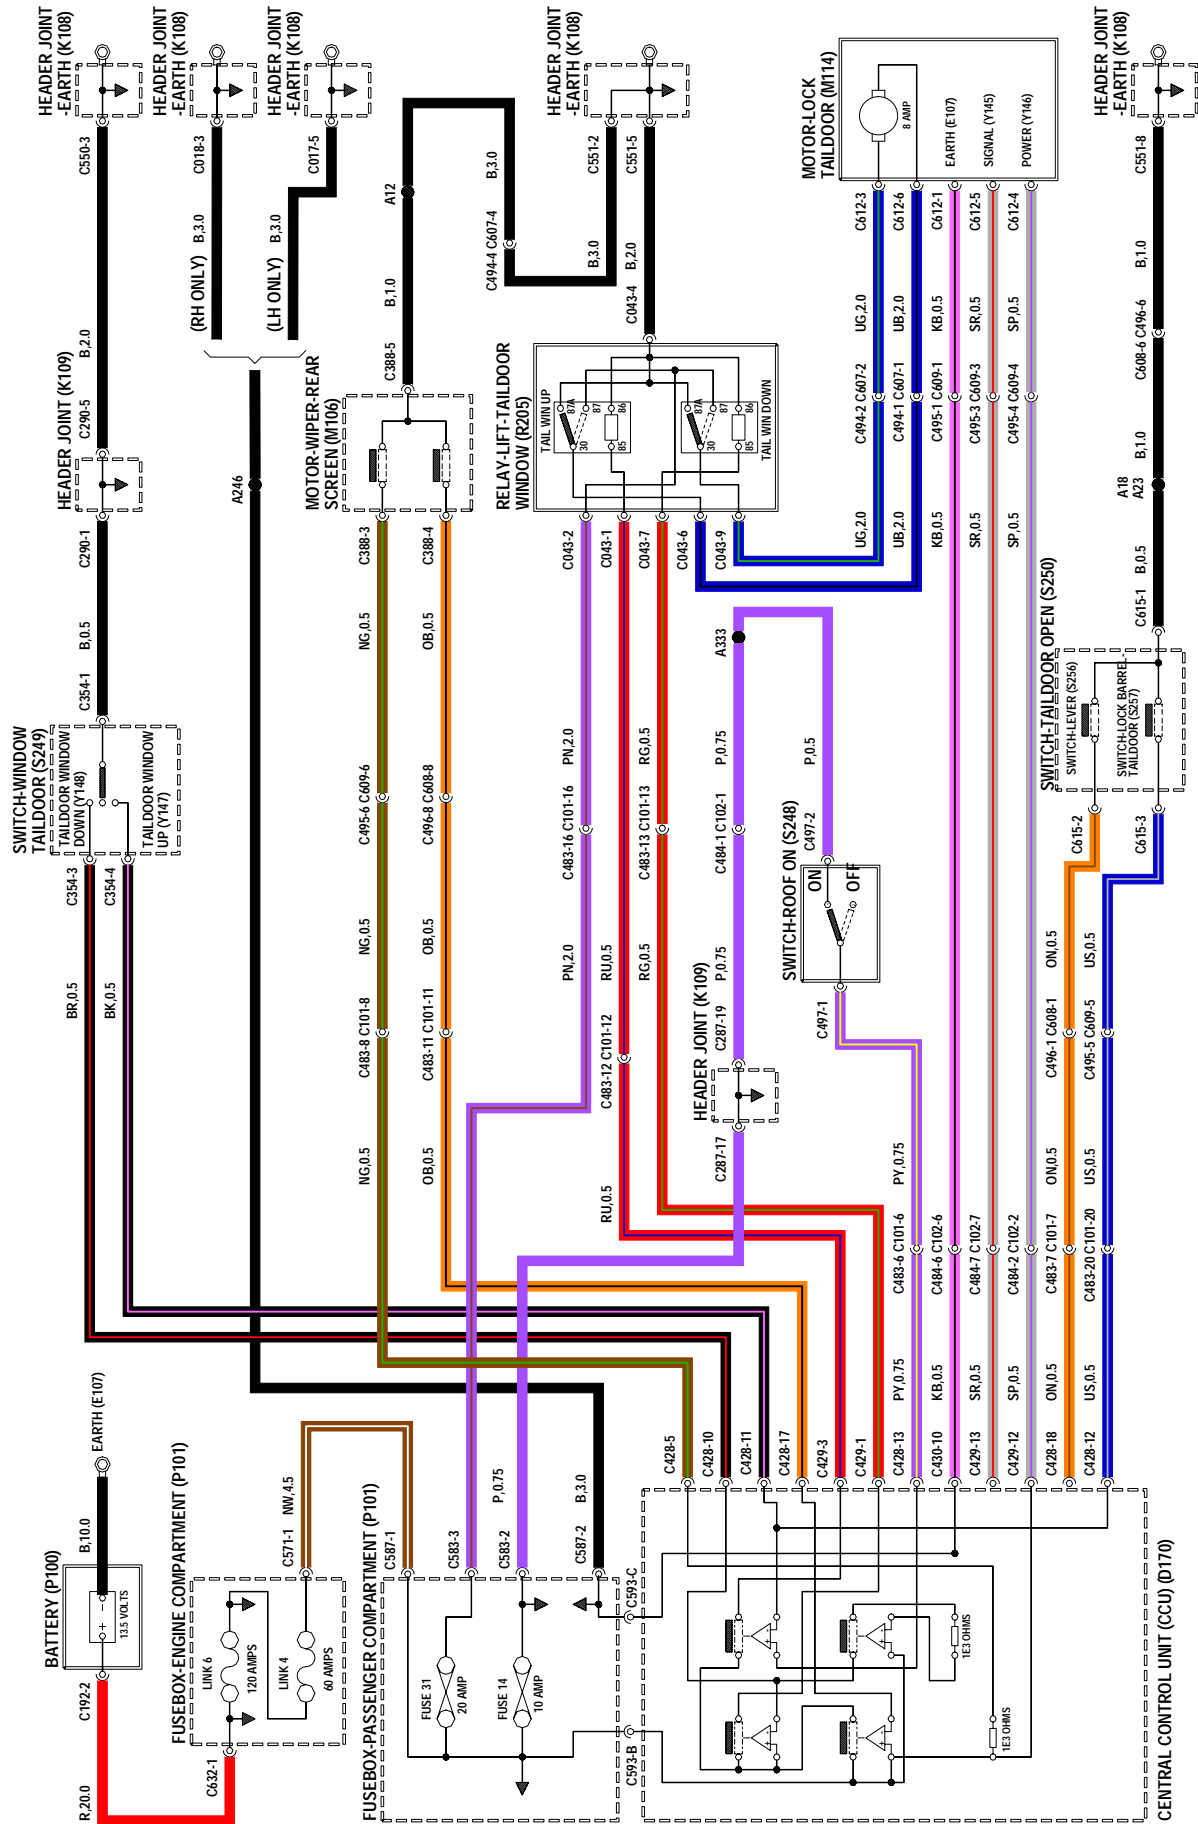 HEADER JOINT
-EARTH (K108)
C550-3
B,2.0
C290-5
HEADER JOINT (K109)
C290-1
B,0.5
C354-1
SWITCH-WINDOW
TAILDOOR (S249)
TAILDOOR WINDOW
DOWN (Y148)
TAILDOOR WINDOW
UP (Y147)
C354-3
C354-4
BR,0.5
BK,0.5
HEADER JOINT
-EARTH (K108)
C018-3
B,3.0
(RH ONLY)
HEADER JOINT
-EARTH (K108)
C017-5
B,3.0
(LH ONLY)
A246
A12
B,3.0
C494-4 C607-4
B,1.0
C388-5
MOTOR-WIPER-REAR
SCREEN (M106)
C388-3
C388-4
NG,0.5
OB,0.5
C495-6 C609-6
C496-8 C608-8
NG,0.5
OB,0.5
C483-8 C101-8
C483-11 C101-11
NG,0.5
OB,0.5
HEADER JOINT
-EARTH (K108)
C551-2
C551-5
B,3.0
B,2.0
C043-4
RELAY-LIFT-TAILDOOR
WINDOW (R205)
TAIL WIN UP
87A
87
86
30
85
87A
87
86
30
85
TAIL WIN DOWN
C043-2
C043-1
C043-7
C043-6
C043-9
PN,2.0
RG,0.5
C483-16 C101-16
C483-13 C101-13
PN,2.0
RU,0.5
RG,0.5
C483-12 C101-12
RU,0.5
MOTOR-LOCK
TAILDOOR (M114)
8 AMP
EARTH (E107)
SIGNAL (Y145)
POWER (Y146)
C612-3
C612-6
C612-1
C612-5
C612-4
UG,2.0
UB,2.0
KB,0.5
SR,0.5
SP,0.5
C494-2 C607-2
C494-1 C607-1
C495-1 C609-1
C495-3 C609-3
C495-4 C609-4
UG,2.0
UB,2.0
KB,0.5
SR,0.5
SP,0.5
HEADER JOINT
-EARTH (K108)
C551-8
B,1.0
C608-6 C496-6
B,1.0
A18
A23
B,0.5
C615-1
SWITCH-TAILDOOR OPEN (S250)
SWITCH-LEVER (S256)
SWITCH-LOCK BARREL-
TAILDOOR (S257)
C615-2
C615-3
ON,0.5
US,0.5
C496-1 C608-1
C495-5 C609-5
ON,0.5
US,0.5
C483-7 C101-7
C483-20 C101-20
ON,0.5
US,0.5
A333
P,0.75
P,0.5
C484-1 C102-1
C497-2
SWITCH-ROOF ON (S248)
ON
OFF
C497-1
P,0.75
C287-19
HEADER JOINT (K109)
C287-17
PY,0.75
C483-6 C101-6
C484-6 C102-6
C484-7 C102-7
C484-2 C102-2
PY,0.75
KB,0.5
SR,0.5
SP,0.5
EARTH (E107)
B,10.0
BATTERY (P100)
13.5 VOLTS
+ -
C192-2
R,20.0
C632-1
FUSEBOX-ENGINE COMPARTMENT (P101)
LINK 6
120 AMPS
LINK 4
60 AMPS
C571-1
NW,4.5
C587-1
FUSEBOX-PASSENGER COMPARTMENT (P101)
FUSE 31
20 AMP
FUSE 14
10 AMP
C583-3
C583-2
C587-2
P,0.75
B,3.0
C593-C
C593-B
C428-5
C428-10
C428-11
C428-17
C429-3
C429-1
C428-13
C430-10
C429-13
C429-12
C428-18
C428-12
1E3 OHMS
1E3 OHMS
CENTRAL CONTROL UNIT (CCU) (D170)